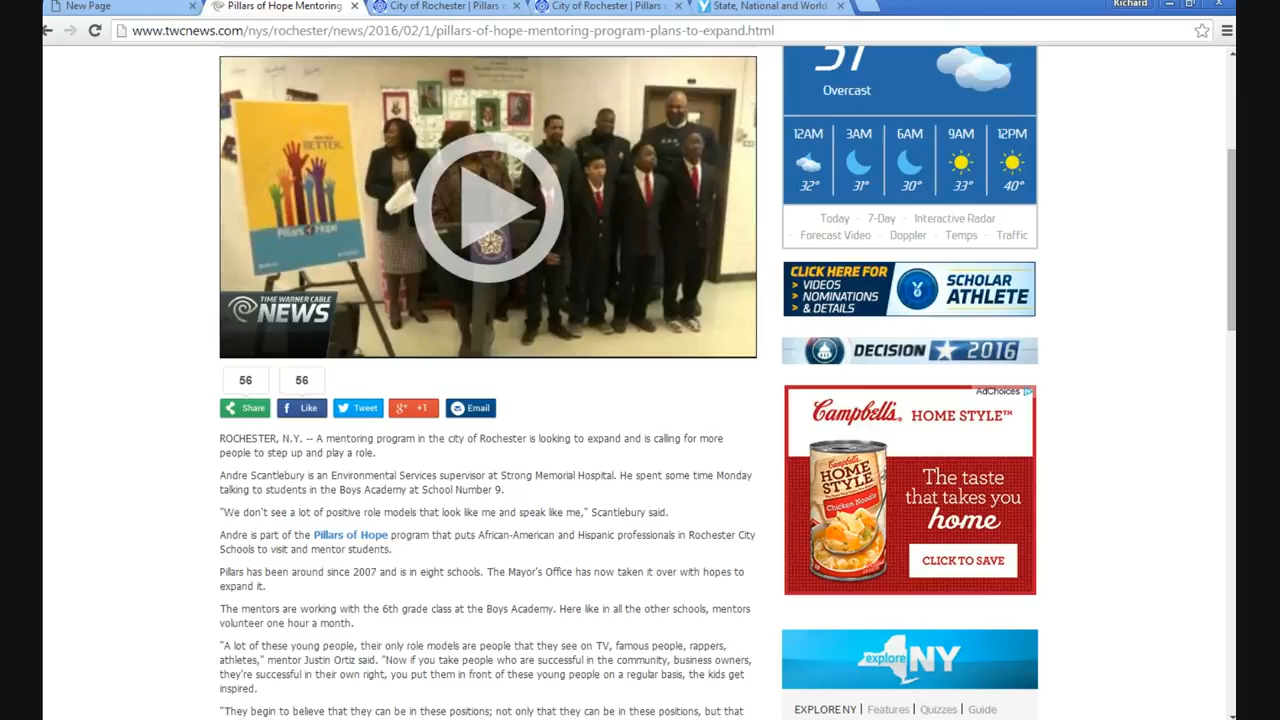 Richard
New Page
Pillars of Hope Mentoring
City of Rochester | Pafls o
City of Rochester | Pafls o
State, National and World
www.twcnews.com/nys/rochester/news/2016/02/1/pillars-of-hope-mentoring-program-plans-to-expand.html
BETTER.
Pillars of Hope
TIME WARNER CABLE
NEWS
56
56
Share
Like
Tweet
+1
Email
ROCHESTER, N.Y. -- A mentoring program in the city of Rochester is looking to expand and is calling for more
people to step up and play a role.
Andre Scantlebury is an Environmental Services supervisor at Strong Memorial Hospital. He spent some time Monday
talking to students in the Boys Academy at School Number 9.
"We don't see a lot of positive role models that look like me and speak like me," Scantlebury said.
Andre is part of the Pillars of Hope program that puts African-American and Hispanic professionals in Rochester City
Schools to visit and mentor students.
Pillars has been around since 2007 and is in eight schools. The Mayor's Office has now taken it over with hopes to
expand it.
The mentors are working with the 6th grade class at the Boys Academy. Here like in all the other schools, mentors
volunteer one hour a month.
"A lot of these young people, their only role models are people that they see on TV, famous people, rappers,
athletes," mentor Justin Ortiz said. "Now if you take people who are successful in the community, business owners,
they're successful in their own right, you put them in front of these young people on a regular basis, the kids get
inspired.
"They begin to believe that they can be in these positions; not only that they can be in these positions, but that
Overcast
12AM 3AM 6AM 9AM 12PM
32° 31° 30° 33° 40°
Today - 7-Day - Interactive Radar
- Forecast Video - Doppler - Temps - Traffic
CLICK HERE FOR
> VIDEOS
> NOMINATIONS
> & DETAILS
SCHOLAR
ATHLETE
DECISION 2016
AdChoices
Campbell's. HOME STYLE™
Campbell's
HOME STYLE
Chicken Noodle
The taste
that takes you
home
CLICK TO SAVE
explore NY
EXPLORE NY | Features | Quizzes | Guide